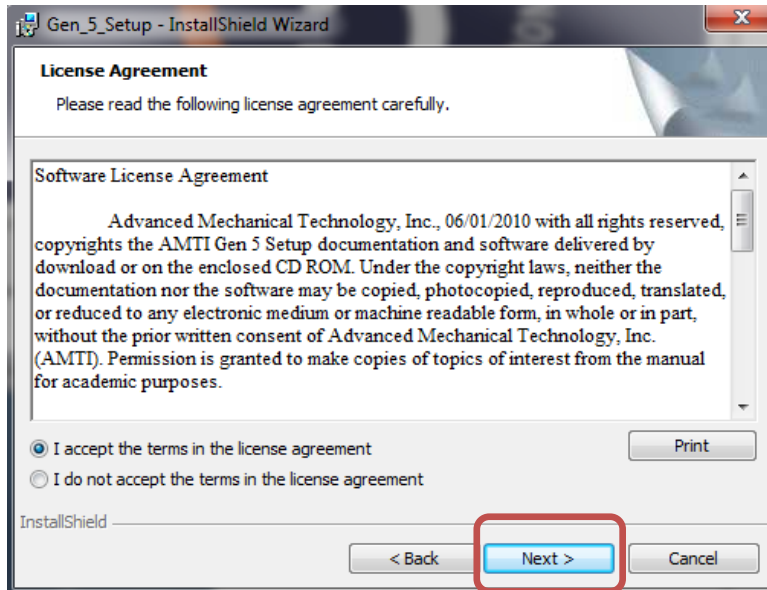 Gen_5_Setup - InstallShield Wizard
License Agreement
Please read the following license agreement carefully.
Software License Agreement
Advanced Mechanical Technology, Inc., 06/01/2010 with all rights reserved,
copyrights the AMTI Gen 5 Setup documentation and software delivered by
download or on the enclosed CD ROM. Under the copyright laws, neither the
documentation nor the software may be copied, photocopied, reproduced, translated,
or reduced to any electronic medium or machine readable form, in whole or in part,
without the prior written consent of Advanced Mechanical Technology, Inc.
(AMTI). Permission is granted to make copies of topics of interest from the manual
for academic purposes.
I accept the terms in the license agreement
Print
I do not accept the terms in the license agreement
InstallShield
< Back
Next >
Cancel